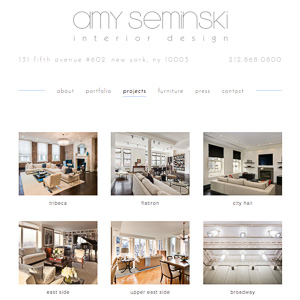 amy seminski
interior design
131 fifth avenue #602, new york, ny 10003 212.868.0800
about portfolio projects furniture press contact
tribeca flatiron city hall
east side upper east side broadway